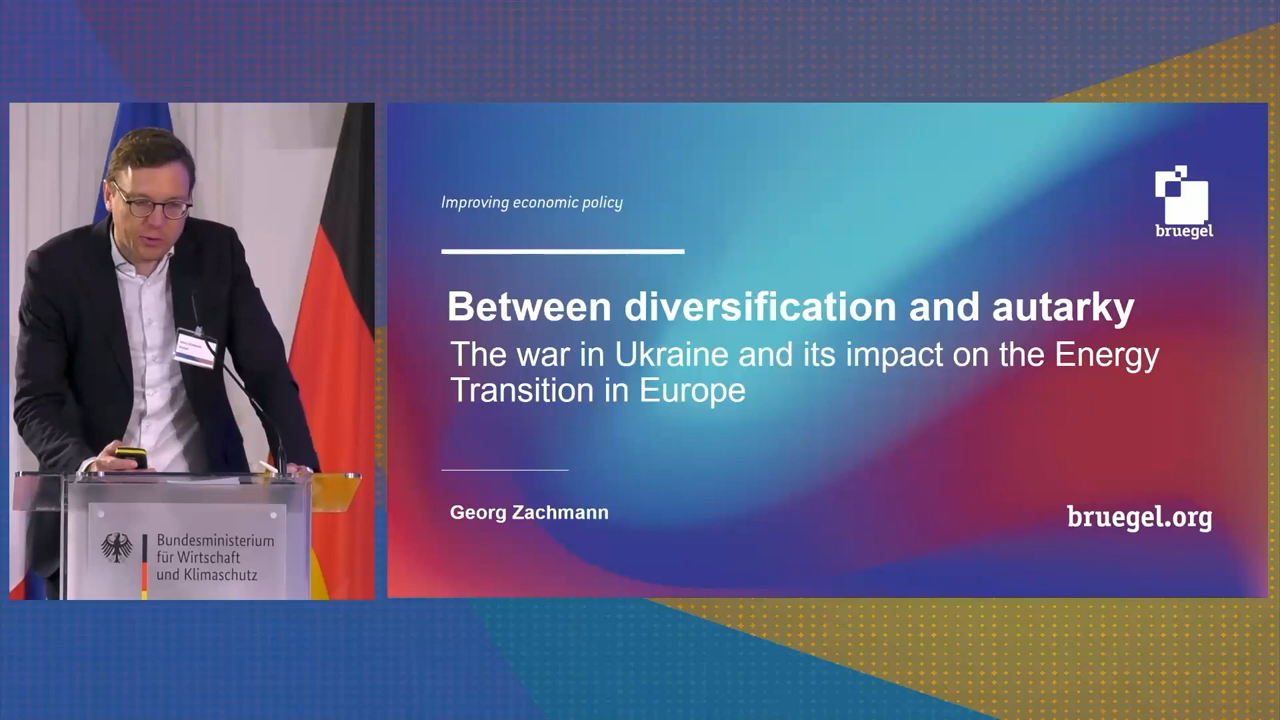 Improving economic policy
bruegel
Between diversification and autarky
The war in Ukraine and its impact on the Energy
Transition in Europe
Georg Zachmann
bruegel.org
Bundesministerium
für Wirtschaft
und Klimaschutz